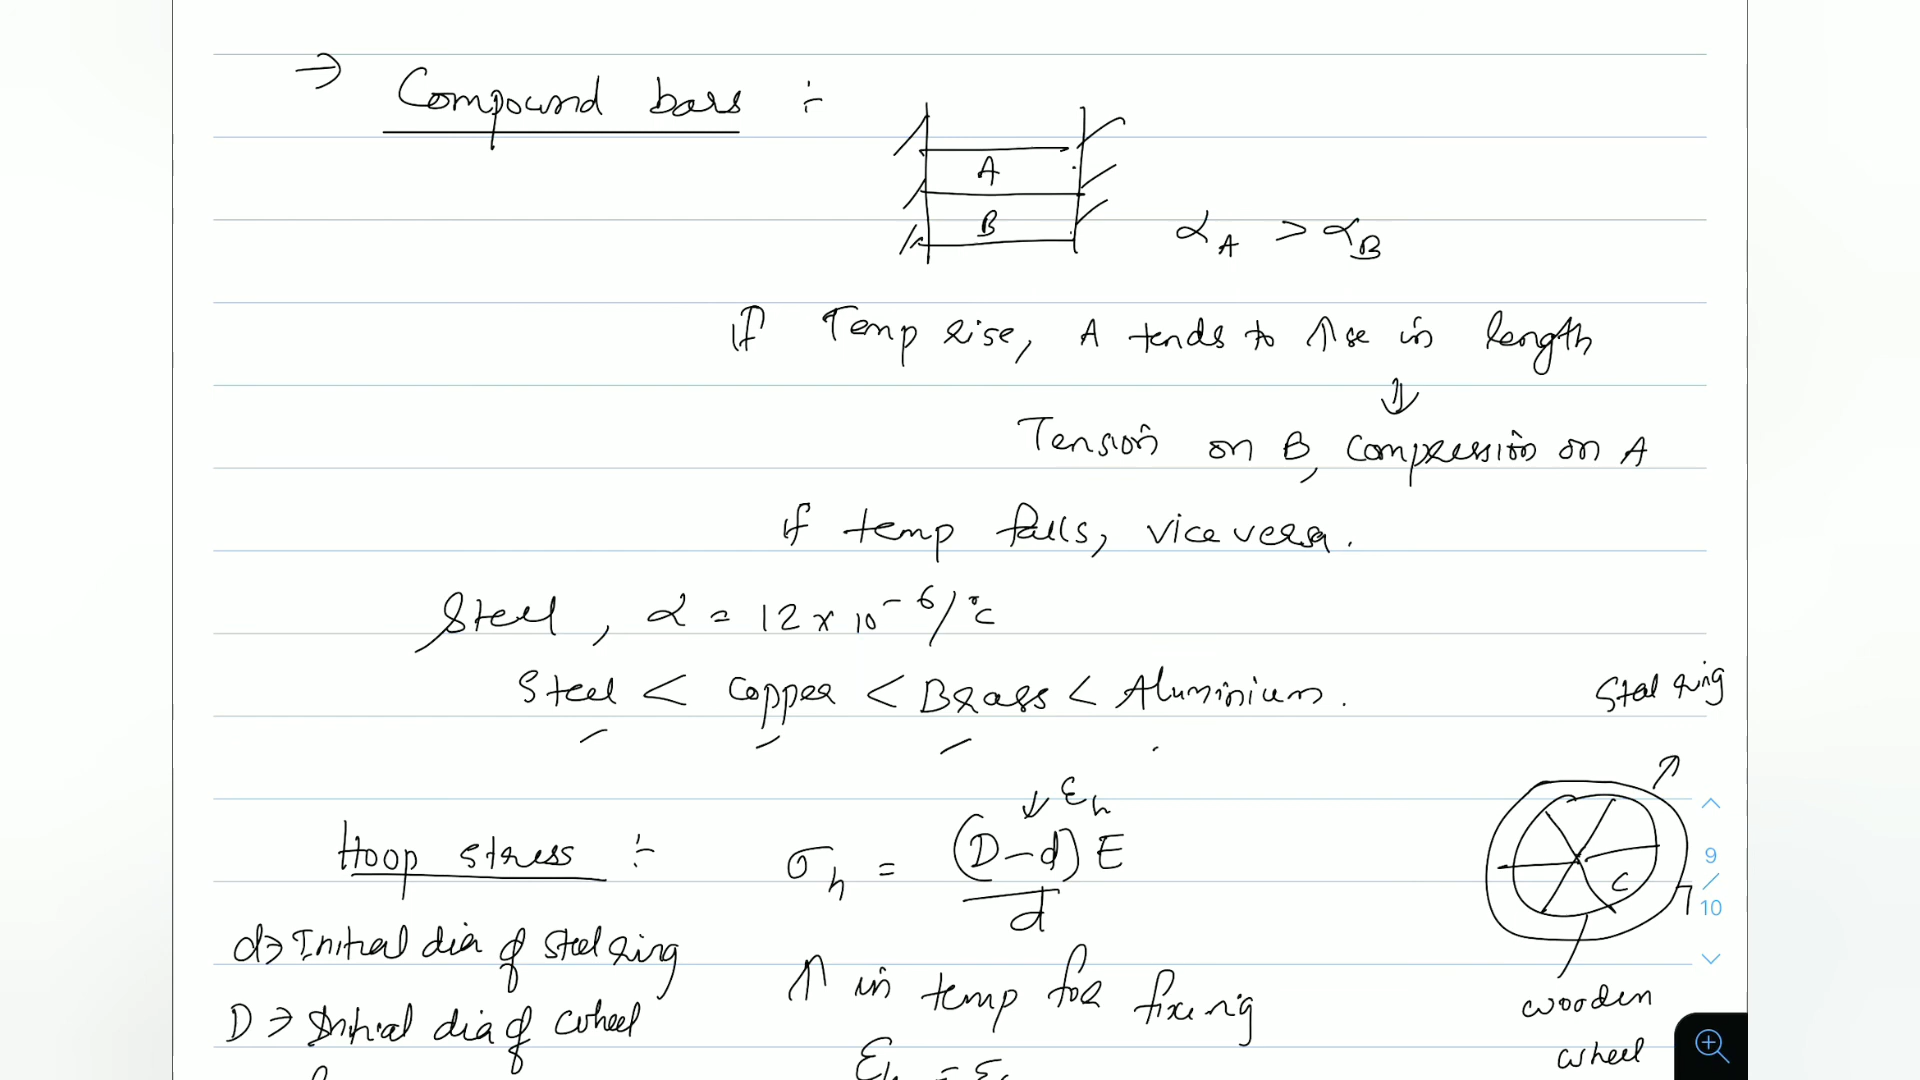 → Compound bars :-
A
B
α_A > α_B
If Temp rise, A tends to ↑se in length
⇓
Tension on B, Compression on A
if temp falls, vice versa.
Steel, α = 12 x 10^-6/°C
Steel < Copper < Brass < Aluminium.
Steel ring
Hoop stress :- σ_h = (D-d)E/d
↓ε_h
C
9
/
10
d→ Initial dia of steel ring
D→ Initial dia of wheel
↑ in temp for fixing
wooden
wheel
ε_h =